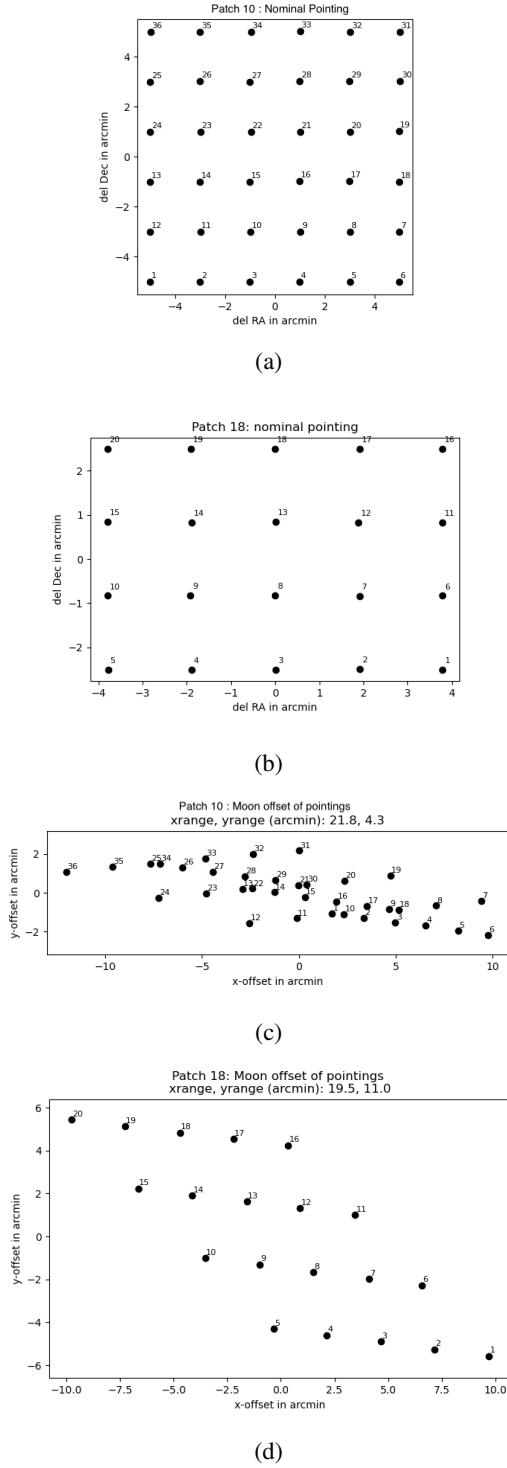 Patch 10 : Nominal Pointing
36 35 34 33 32 31
4
25 26 27 28 29 30
2
24 23 22 21 20 19
0
13 14 15 16 17 18
−2
12 11 10 9 8 7
−4
1 2 3 4 5 6
−4 −2 0 2 4
del Dec in arcmin
del RA in arcmin
(a)
Patch 18: nominal pointing
20 19 18 17 16
2
15 14 13 12 11
1
0
10 9 8 7 6
−1
−2
5 4 3 2 1
−4 −3 −2 −1 0 1 2 3 4
del Dec in arcmin
del RA in arcmin
(b)
Patch 10 : Moon offset of pointings
xrange, yrange (arcmin): 21.8, 4.3
31
2
33 32
36 35 25 34 26 27 28 29 20 19
13 22 14 21 30
0
24 23 15 16 17 7
12 11 1 10 2 9 18 8
3 4 5 6
−2
−10 −5 0 5 10
y-offset in arcmin
x-offset in arcmin
(c)
Patch 18: Moon offset of pointings
xrange, yrange (arcmin): 19.5, 11.0
6
20 19 18 17 16
4
2
15 14 13 12 11
0
10 9 8 7 6
−2
−4
5 4 3 2 1
−6
−10.0 −7.5 −5.0 −2.5 0.0 2.5 5.0 7.5 10.0
y-offset in arcmin
x-offset in arcmin
(d)